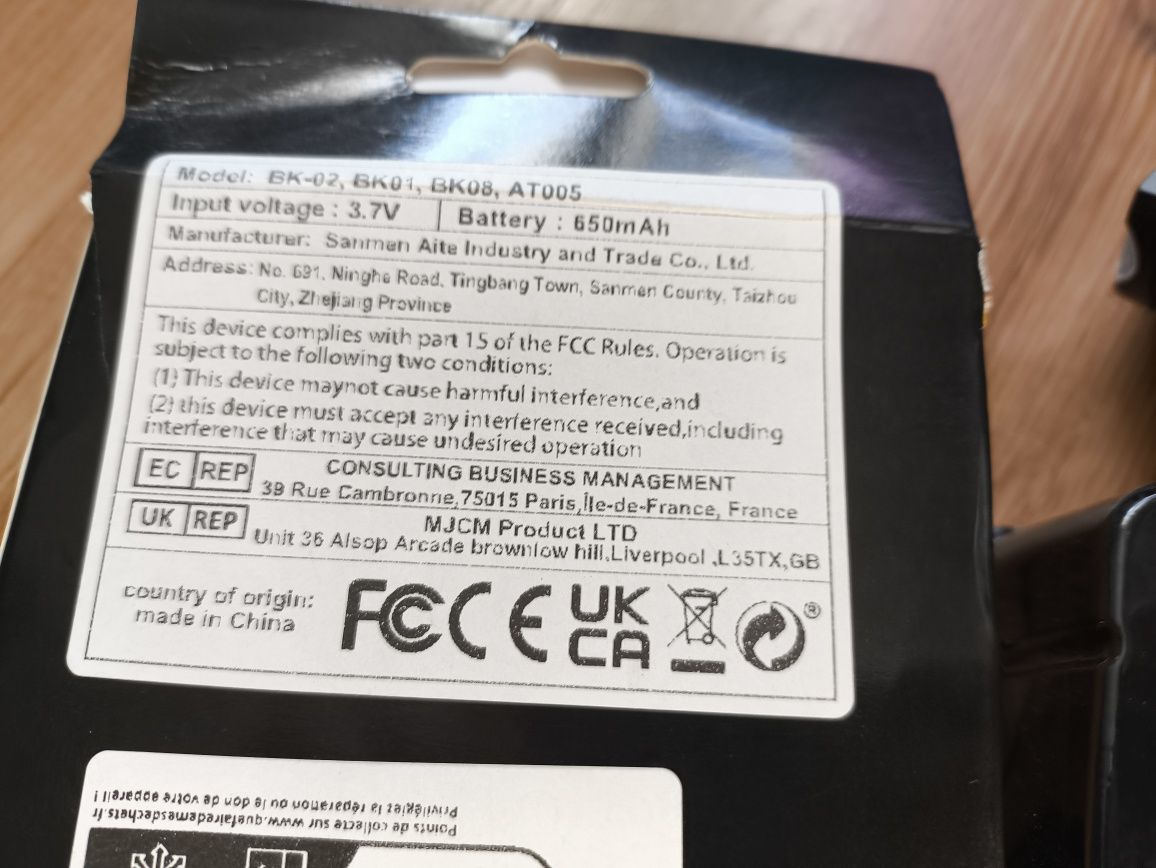 Model: BK-02, BK01, BK08, AT005
Input voltage : 3.7V Battery : 650mAh
Manufacturer: Sanmen Aite Industry and Trade Co., Ltd.
Address: No. 691, Ninghe Road, Tingbang Town, Sanmen County, Taizhou
City, Zhejiang Province
This device complies with part 15 of the FCC Rules. Operation is
subject to the following two conditions:
(1) This device maynot cause harmful interference,and
(2) this device must accept any interference received,including
interference that may cause undesired operation
EC REP CONSULTING BUSINESS MANAGEMENT
39 Rue Cambronne,75015 Paris,Île-de-France, France
UK REP MJCM Product LTD
Unit 36 Alsop Arcade brownlow hill,Liverpool ,L35TX,GB
country of origin:
made in China
FCC CE UK
CA ®
Points de collecte sur www.quefairedemesdechets.fr
Privilégiez la réparation ou le don de votre appareil !